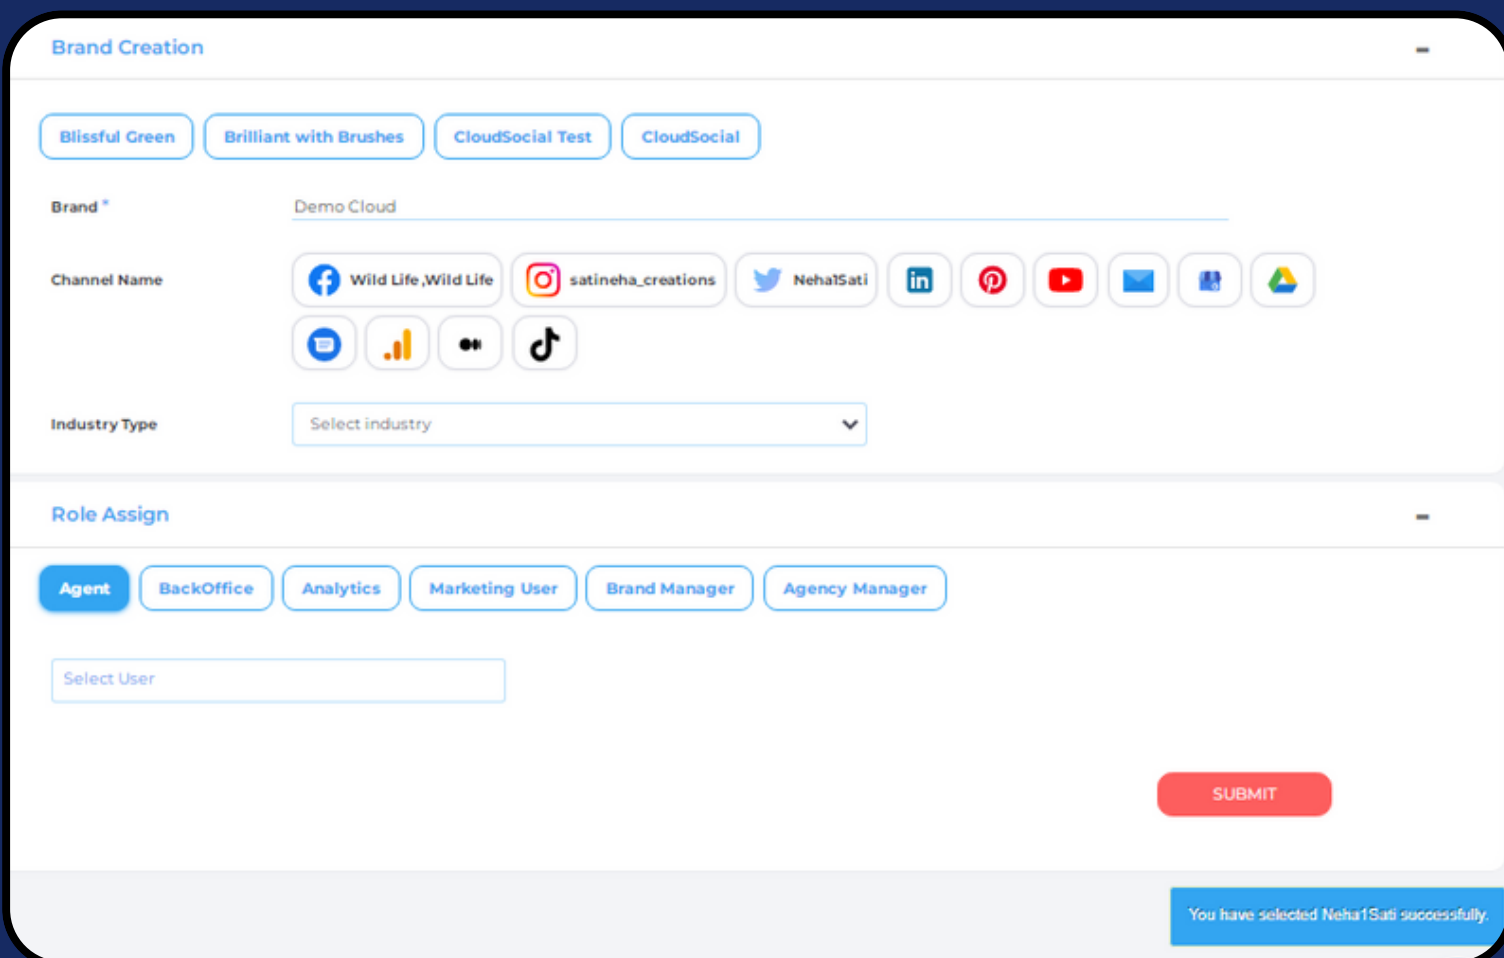 Brand Creation
Blissful Green Brilliant with Brushes CloudSocial Test CloudSocial
Brand * Demo Cloud
Channel Name Wild Life ,Wild Life satineha_creations Neha1Sati
Industry Type Select industry
Role Assign
Agent BackOffice Analytics Marketing User Brand Manager Agency Manager
Select User
SUBMIT
You have selected Neha1Sati successfully.